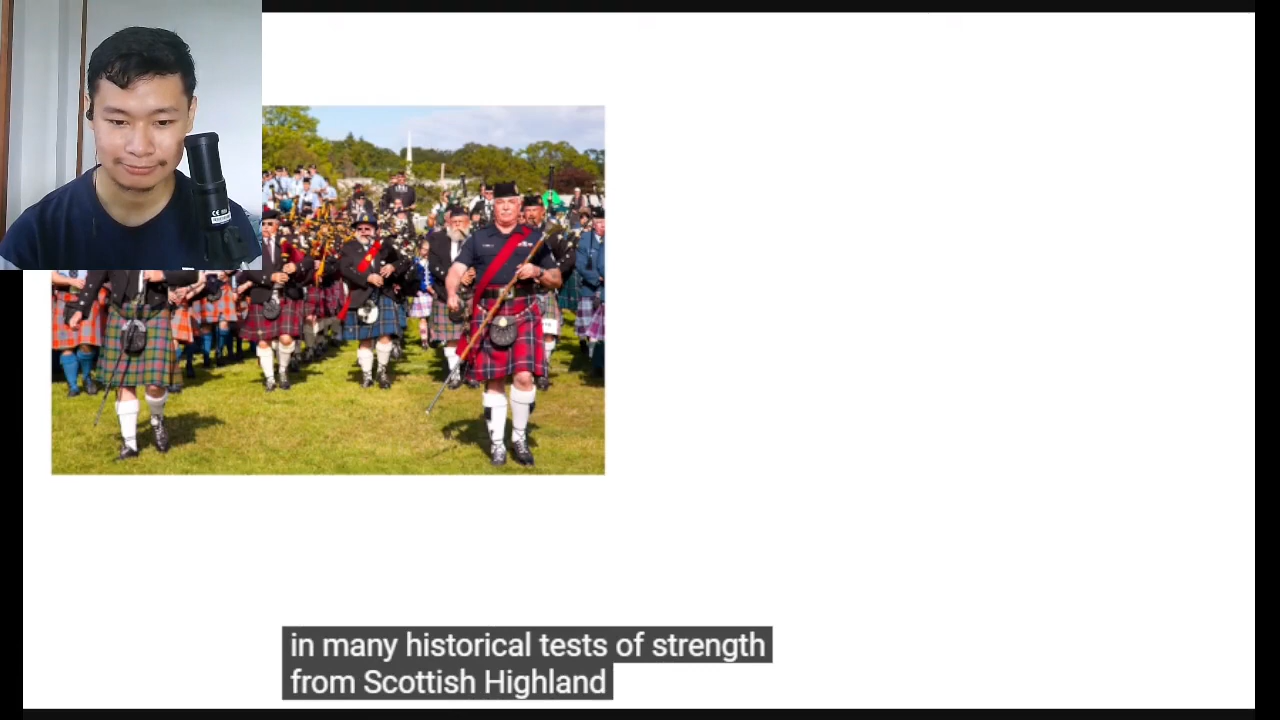 in many historical tests of strength
from Scottish Highland